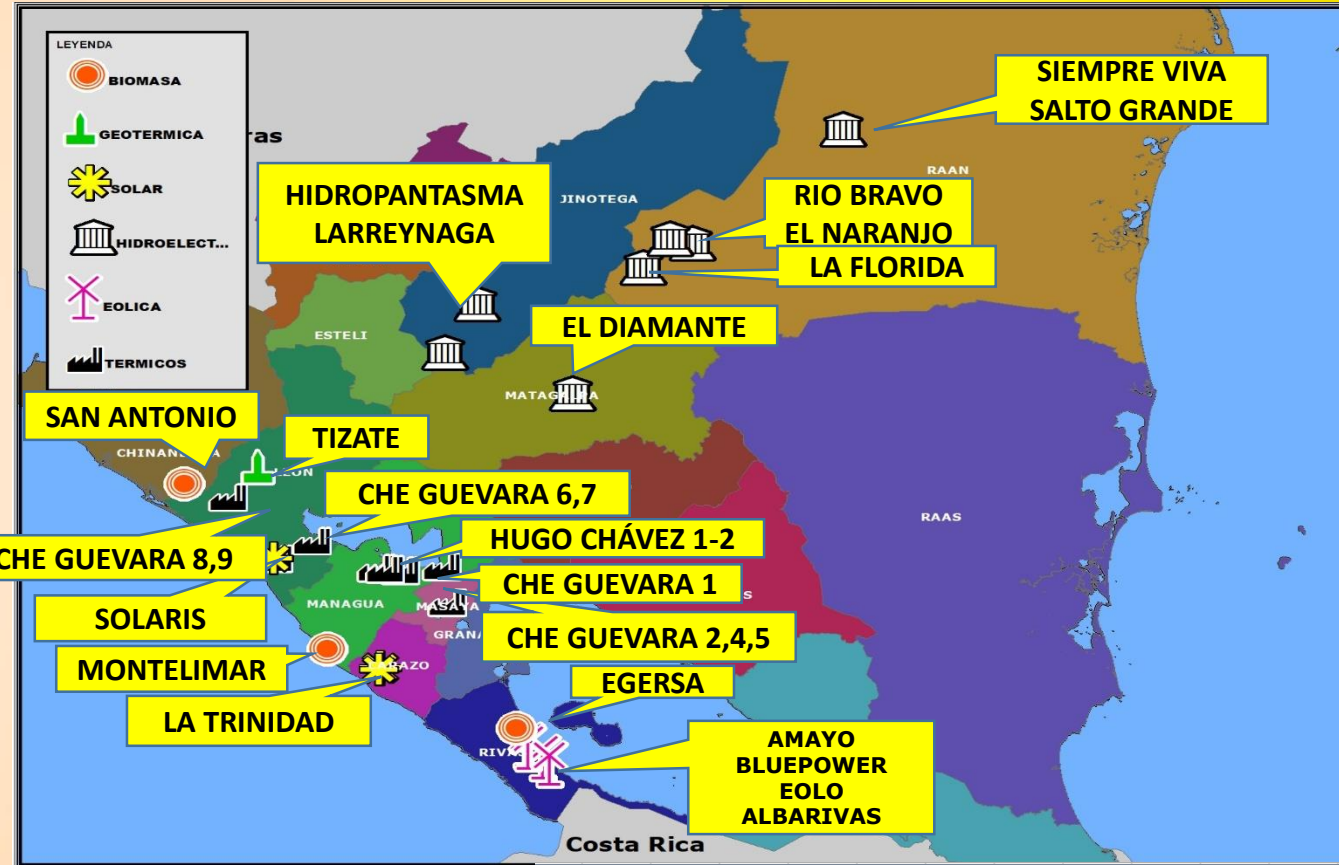 LEYENDA
BIOMASA
GEOTERMICA
SOLAR
HIDROELECT...
EOLICA
TERMICOS
ras
SIEMPRE VIVA
SALTO GRANDE
RAAN
JINOTEGA
HIDROPANTASMA
LARREYNAGA
RIO BRAVO
EL NARANJO
LA FLORIDA
ESTELI
EL DIAMANTE
MATAGALPA
SAN ANTONIO
TIZATE
CHE GUEVARA 6,7
RAAS
HUGO CHÁVEZ 1-2
CHE GUEVARA 8,9
CHE GUEVARA 1
MANAGUA
MASAYA
SOLARIS
CHE GUEVARA 2,4,5
MONTELIMAR
EGERSA
LA TRINIDAD
AMAYO
BLUEPOWER
EOLO
ALBARIVAS
Costa Rica